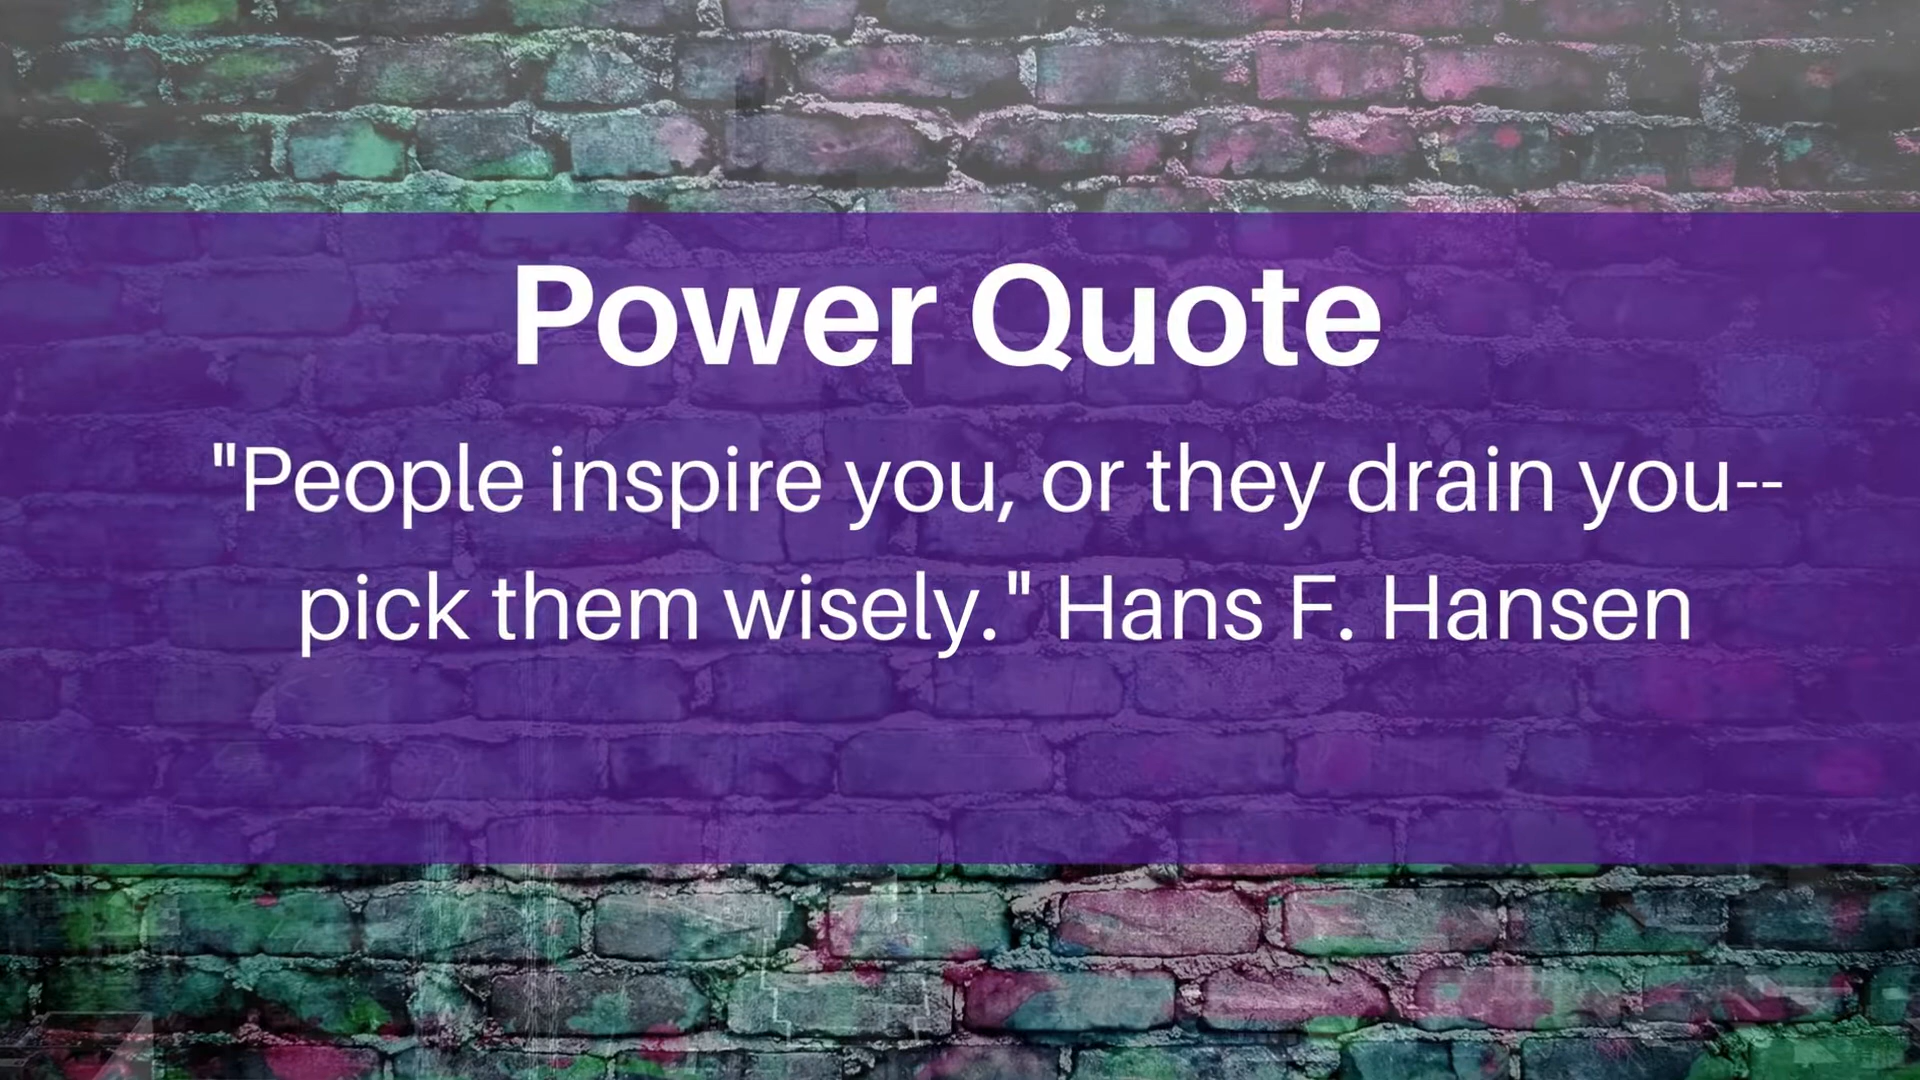 Power Quote
"People inspire you, or they drain you--
pick them wisely." Hans F. Hansen